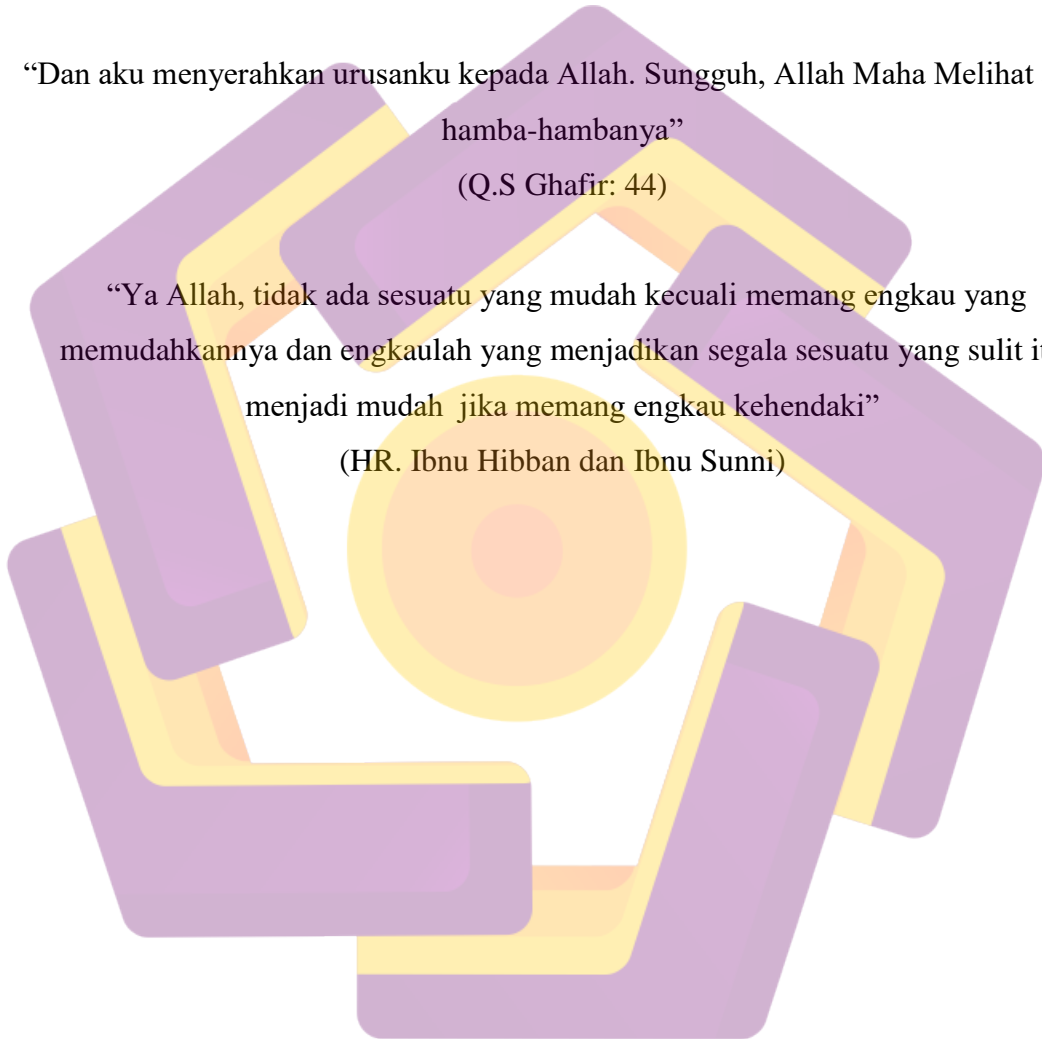 “Dan aku menyerahkan urusanku kepada Allah. Sungguh, Allah Maha Melihat
hamba-hambanya”
(Q.S Ghafir: 44)
“Ya Allah, tidak ada sesuatu yang mudah kecuali memang engkau yang
memudahkannya dan engkaulah yang menjadikan segala sesuatu yang sulit
menjadi mudah  jika memang engkau kehendaki”
(HR. Ibnu Hibban dan Ibnu Sunni)